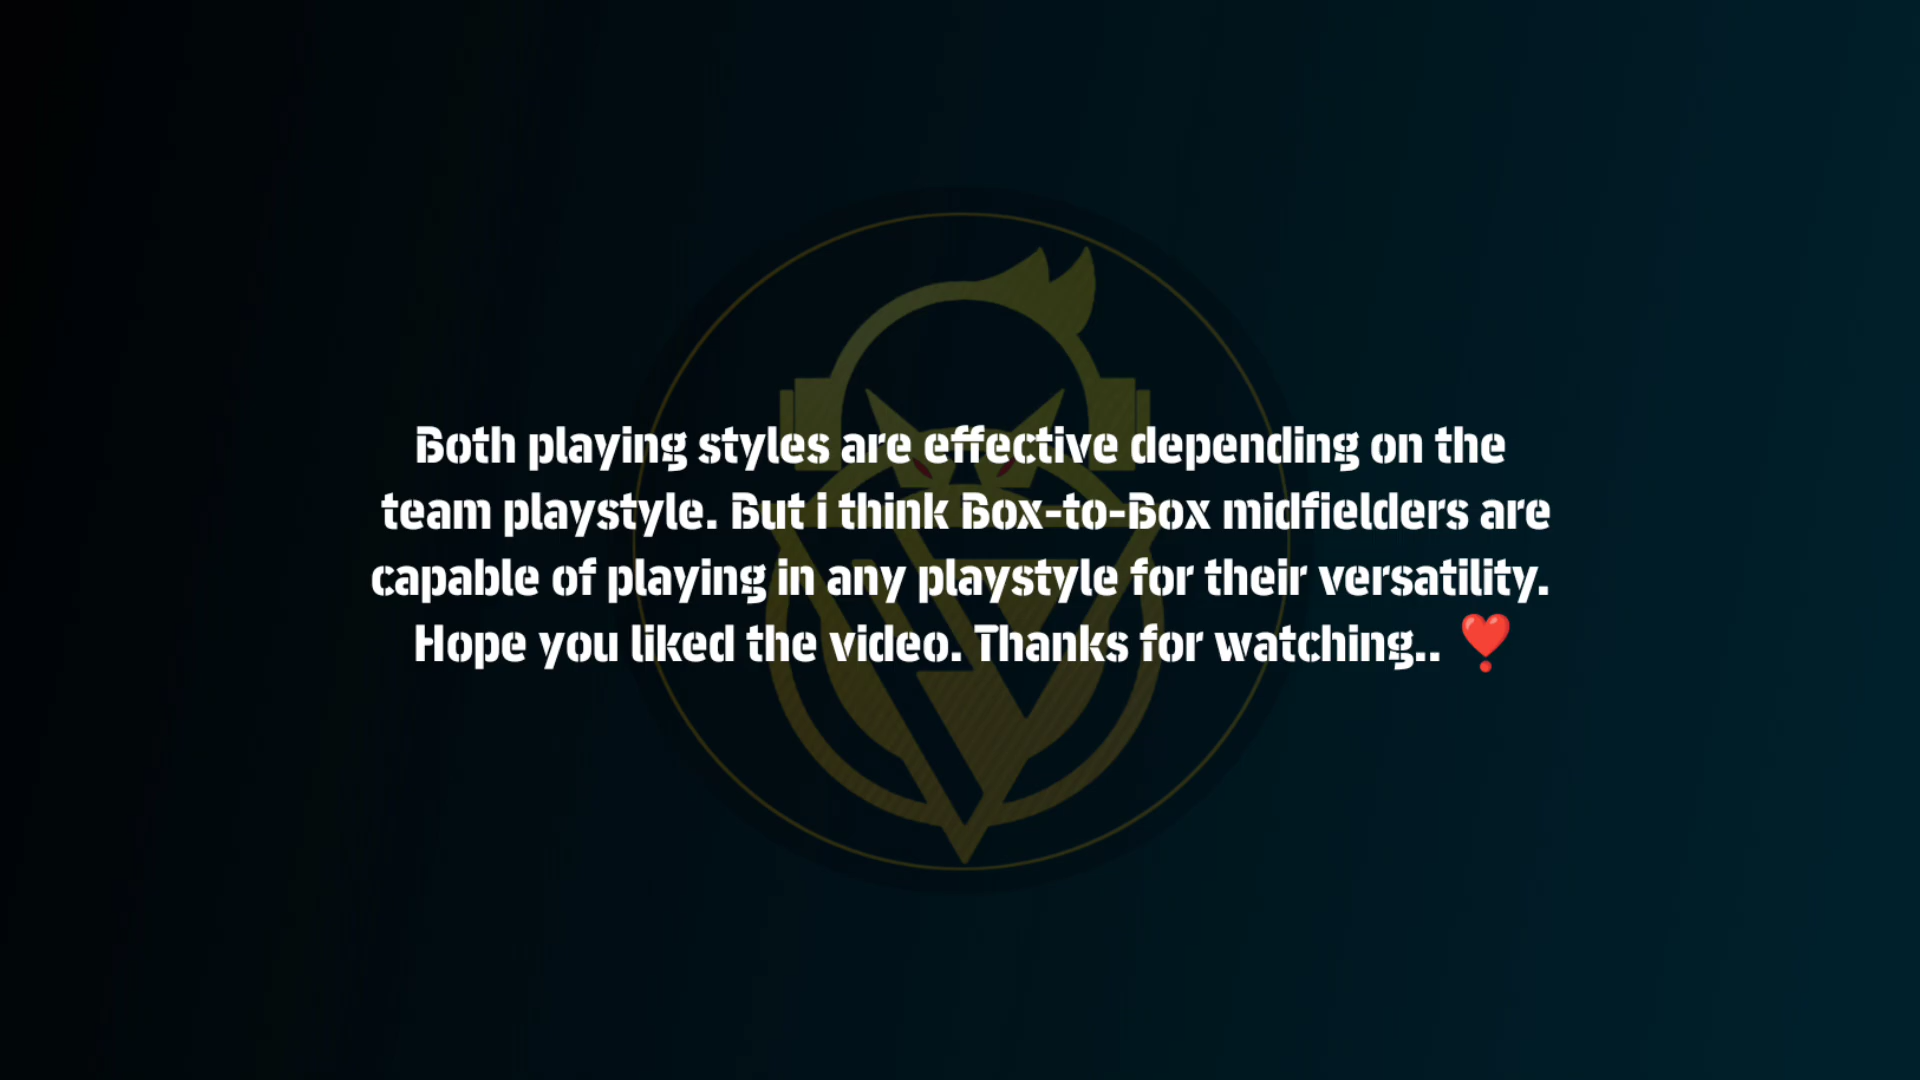 Both playing styles are effective depending on the
team playstyle. But i think Box-to-Box midfielders are
capable of playing in any playstyle for their versatility.
Hope you liked the video. Thanks for watching.. ❣️